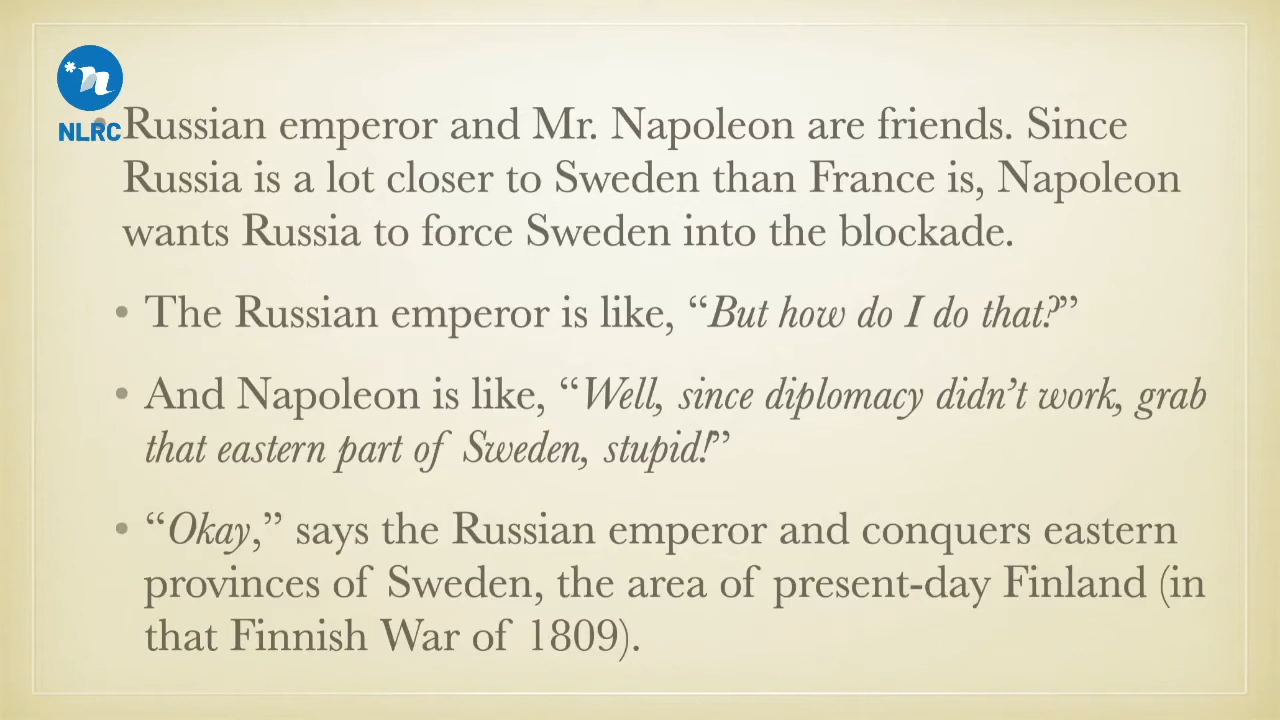 *n
NLRC
Russian emperor and Mr. Napoleon are friends. Since
Russia is a lot closer to Sweden than France is, Napoleon
wants Russia to force Sweden into the blockade.
• The Russian emperor is like, “But how do I do that?”
• And Napoleon is like, “Well, since diplomacy didn’t work, grab
that eastern part of Sweden, stupid!”
• “Okay,” says the Russian emperor and conquers eastern
provinces of Sweden, the area of present-day Finland (in
that Finnish War of 1809).